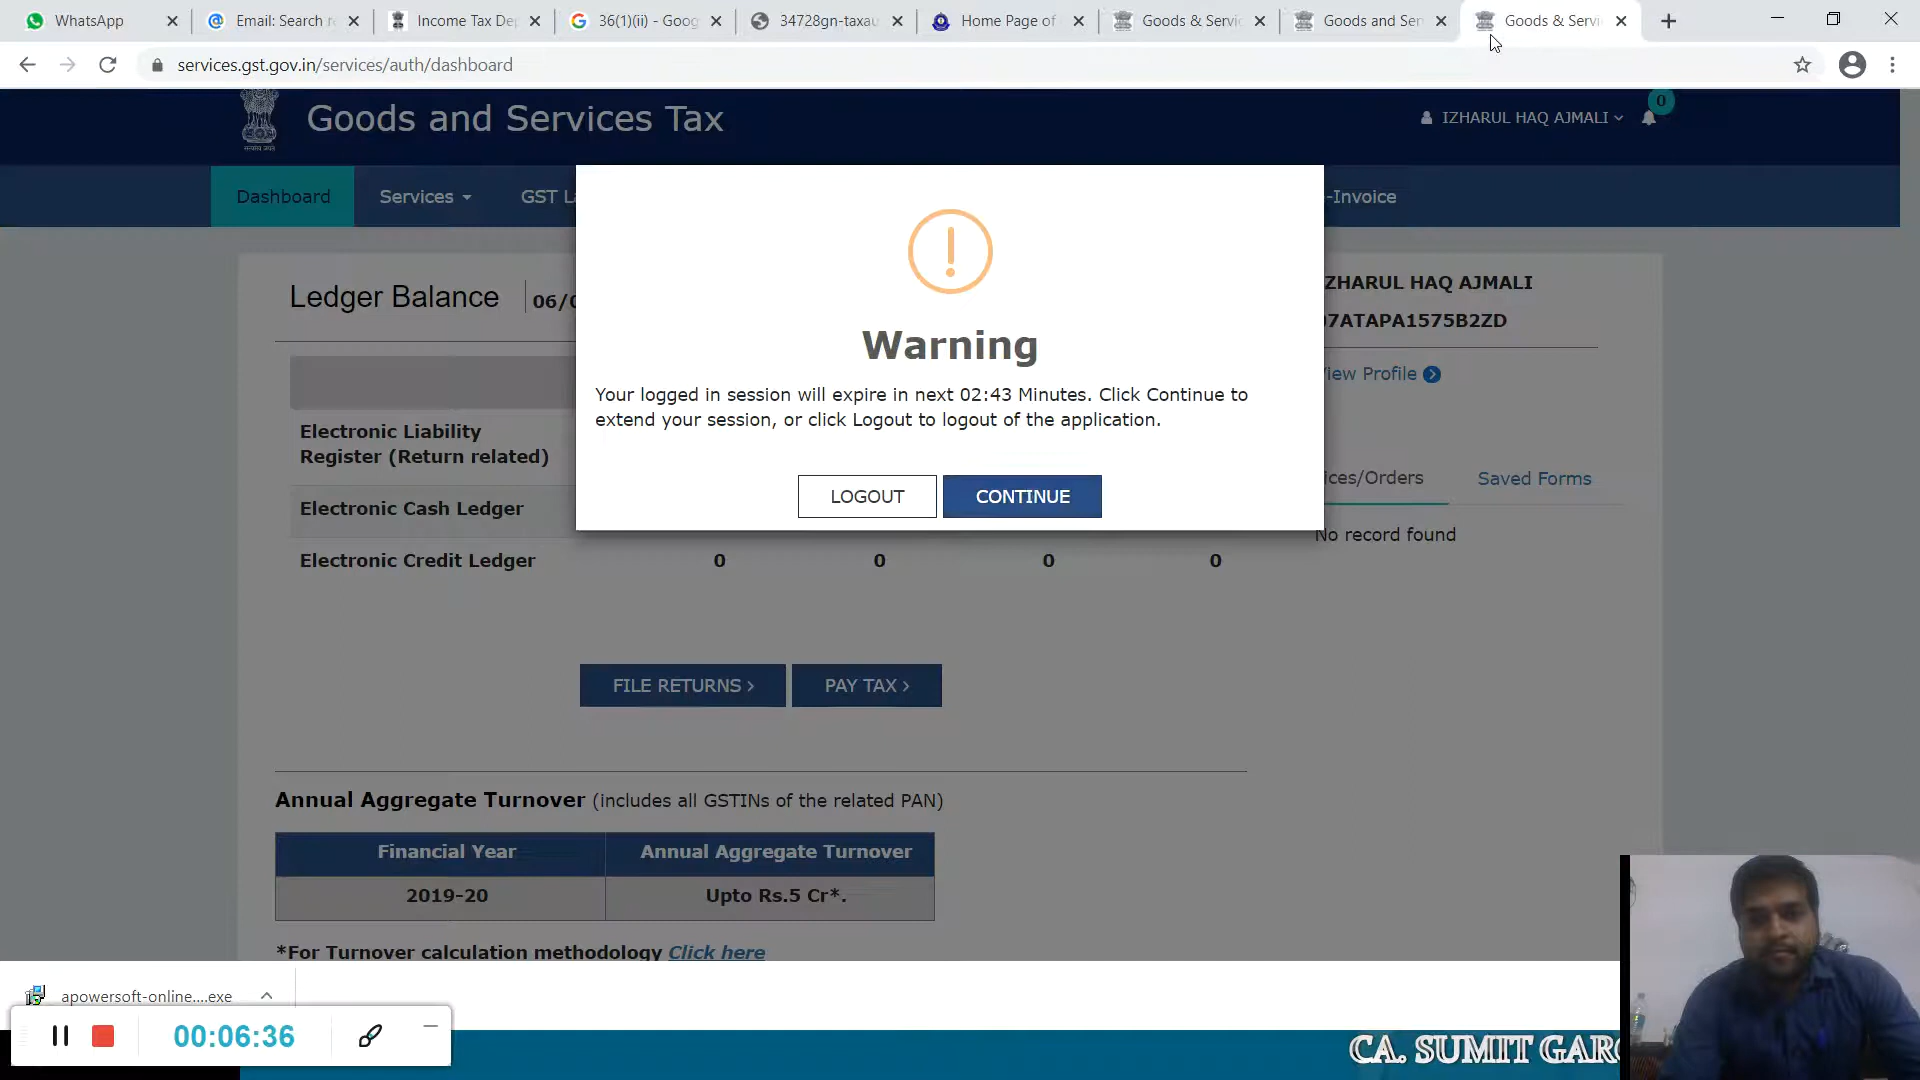 WhatsApp
Email: Search r
Income Tax Dep
36(1)(ii) - Goog
34728gn-taxau
Home Page of
Goods & Servic
Goods and Ser
Goods & Servi
services.gst.gov.in/services/auth/dashboard
Goods and Services Tax
IZHARUL HAQ AJMALI
0
Dashboard
Services
GST La
-Invoice
Warning
Your logged in session will expire in next 02:43 Minutes. Click Continue to
extend your session, or click Logout to logout of the application.
LOGOUT
CONTINUE
Ledger Balance
06/0
ZHARUL HAQ AJMALI
7ATAPA1575B2ZD
iew Profile
Electronic Liability
Register (Return related)
ices/Orders
Saved Forms
Electronic Cash Ledger
No record found
Electronic Credit Ledger 0 0 0 0
FILE RETURNS >
PAY TAX >
Annual Aggregate Turnover (includes all GSTINs of the related PAN)
Financial Year
Annual Aggregate Turnover
2019-20
Upto Rs.5 Cr*.
*For Turnover calculation methodology Click here
apowersoft-online....exe
00:06:36
CA. SUMIT GARG